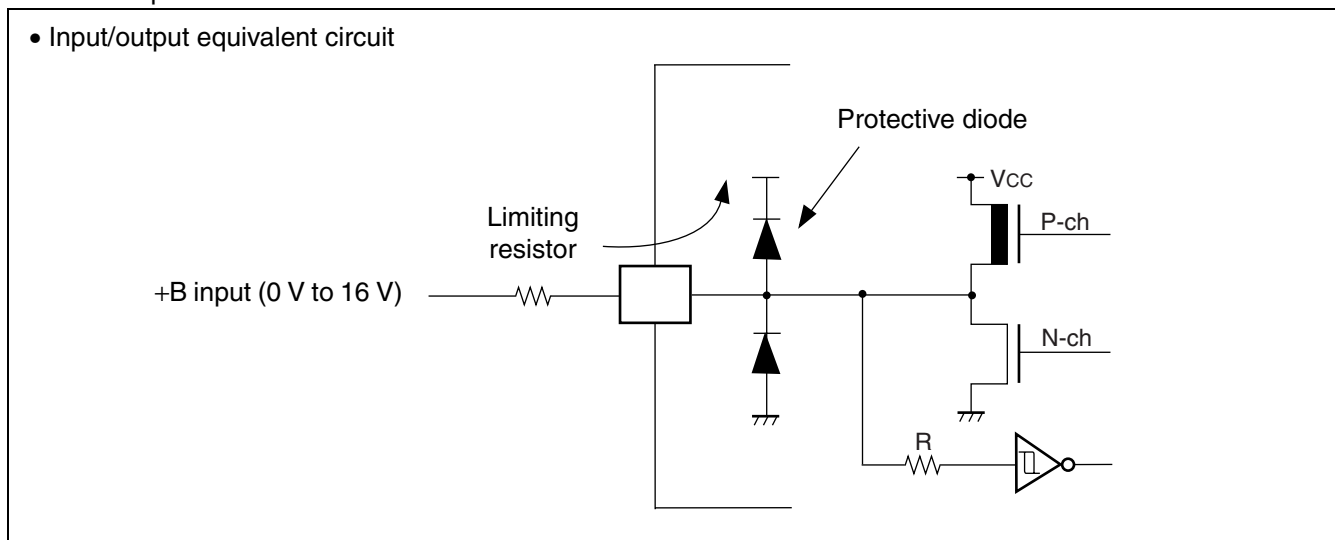 • Input/output equivalent circuit
Protective diode
VCC
Limiting
resistor
P-ch
+B input (0 V to 16 V)
N-ch
R